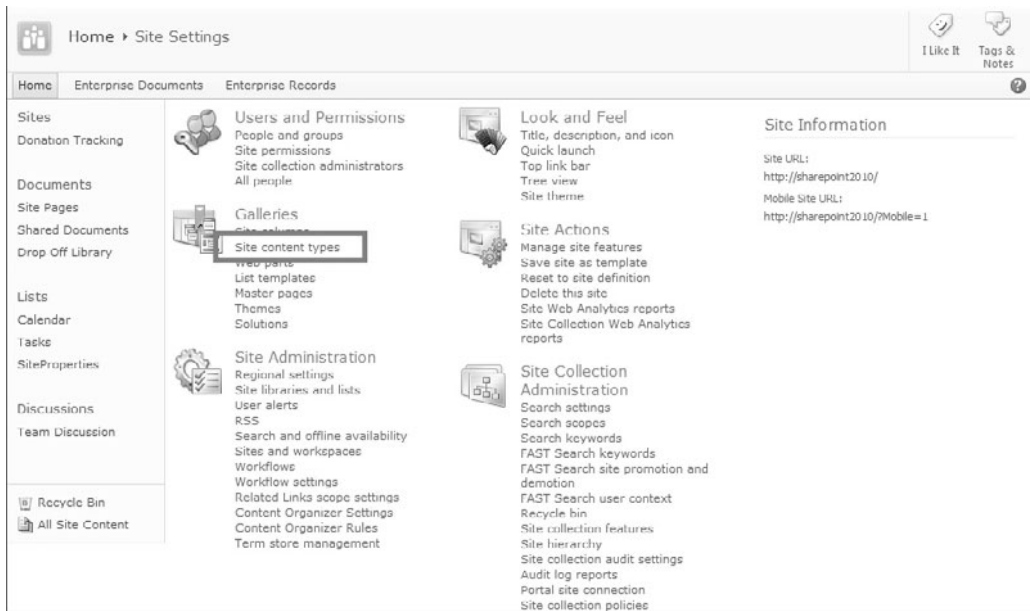 Home ▸ Site Settings
I Like It
Tags &
Notes
Home
Enterprise Documents
Enterprise Records
Sites
Donation Tracking
Documents
Site Pages
Shared Documents
Drop Off Library
Lists
Calendar
Tasks
SiteProperties
Discussions
Team Discussion
Recycle Bin
All Site Content
Users and Permissions
People and groups
Site permissions
Site collection administrators
All people
Galleries
Site columns
Site content types
Web parts
List templates
Master pages
Themes
Solutions
Site Administration
Regional settings
Site libraries and lists
User alerts
RSS
Search and offline availability
Sites and workspaces
Workflows
Workflow settings
Related Links scope settings
Content Organizer Settings
Content Organizer Rules
Term store management
Look and Feel
Title, description, and icon
Quick launch
Top link bar
Tree view
Site theme
Site Actions
Manage site features
Save site as template
Reset to site definition
Delete this site
Site Web Analytics reports
Site Collection Web Analytics
reports
Site Collection
Administration
Search settings
Search scopes
Search keywords
FAST Search keywords
FAST Search site promotion and
demotion
FAST Search user context
Recycle bin
Site collection features
Site hierarchy
Site collection audit settings
Audit log reports
Portal site connection
Site collection policies
Site Information
Site URL:
http://sharepoint2010/
Mobile Site URL:
http://sharepoint2010/?Mobile=1